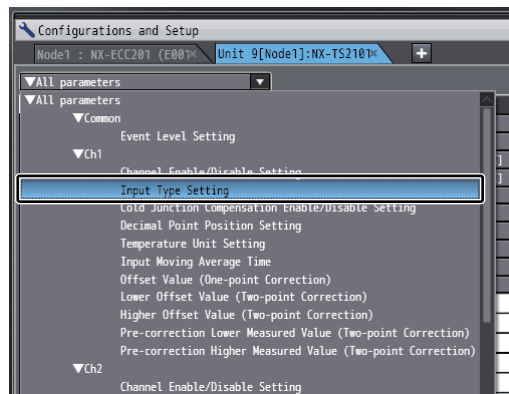 Configurations and Setup
Node1 : NX-ECC201 (E001 Unit 9[Node1]:NX-TS2101 +
▼All parameters
▼All parameters
▼Common
Event Level Setting
▼Ch1
Channel Enable/Disable Setting
Input Type Setting
Cold Junction Compensation Enable/Disable Setting
Decimal Point Position Setting
Temperature Unit Setting
Input Moving Average Time
Offset Value (One-point Correction)
Lower Offset Value (Two-point Correction)
Higher Offset Value (Two-point Correction)
Pre-correction Lower Measured Value (Two-point Correction)
Pre-correction Higher Measured Value (Two-point Correction)
▼Ch2
Channel Enable/Disable Setting